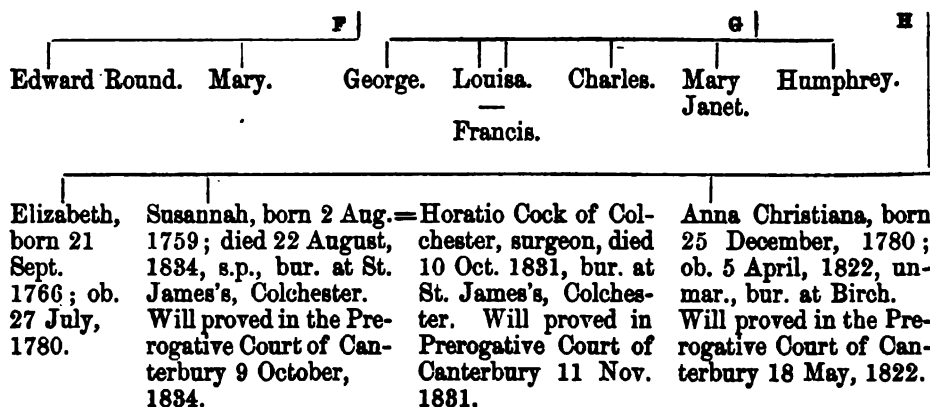 F G H
Edward Round. Mary. George. Louisa. Charles. Mary Janet. Humphrey.
Francis.
Elizabeth,
born 21
Sept.
1766; ob.
27 July,
1780.
Susannah, born 2 Aug.=
1759; died 22 August,
1834, s.p., bur. at St.
James's, Colchester.
Will proved in the Pre-
rogative Court of Can-
terbury 9 October,
1834.
Horatio Cock of Col-
chester, surgeon, died
10 Oct. 1831, bur. at
St. James's, Colches-
ter. Will proved in
Prerogative Court of
Canterbury 11 Nov.
1831.
Anna Christiana, born
25 December, 1780;
ob. 5 April, 1822, un-
mar., bur. at Birch.
Will proved in the Pre-
rogative Court of Can-
terbury 18 May, 1822.